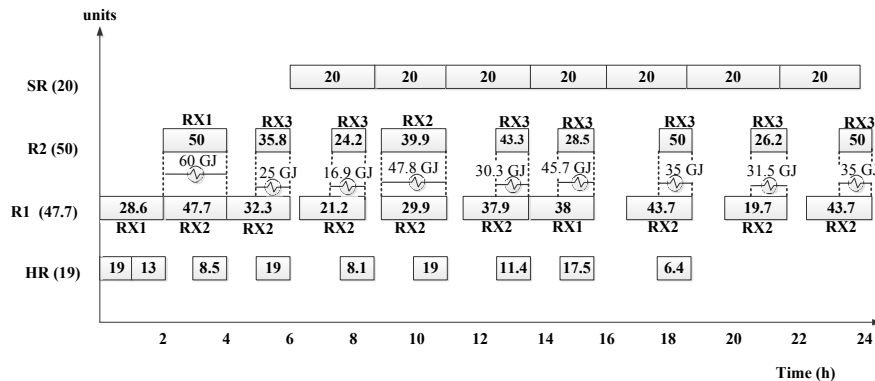 units
SR (20)
20 20 20 20 20 20 20
RX1 RX3 RX3 RX2 RX3 RX3 RX3 RX3 RX3
R2 (50)
50 35.8 24.2 39.9 43.3 28.5 50 26.2 50
60 GJ 25 GJ 16.9 GJ 47.8 GJ 30.3 GJ 45.7 GJ 35 GJ 31.5 GJ 35 GJ
R1 (47.7)
28.6 47.7 32.3 21.2 29.9 37.9 38 43.7 19.7 43.7
RX1 RX2 RX2 RX2 RX2 RX2 RX1 RX2 RX2 RX2
HR (19)
19 13 8.5 19 8.1 19 11.4 17.5 6.4
2 4 6 8 10 12 14 16 18 20 22 24
Time (h)